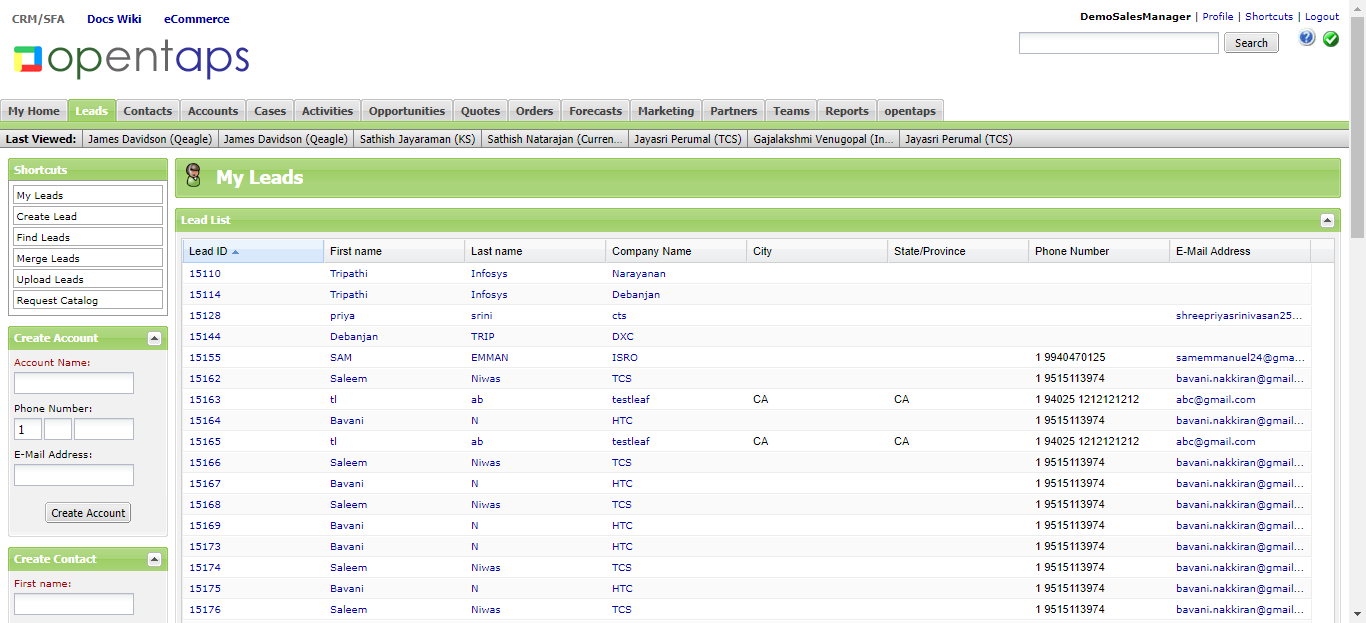 CRM/SFA Docs Wiki eCommerce
DemoSalesManager | Profile | Shortcuts | Logout
opentaps
Search
My Home Leads Contacts Accounts Cases Activities Opportunities Quotes Orders Forecasts Marketing Partners Teams Reports opentaps
Last Viewed: James Davidson (Qeagle) James Davidson (Qeagle) Sathish Jayaraman (KS) Sathish Natarajan (Curren... Jayasri Perumal (TCS) Gajalakshmi Venugopal (In... Jayasri Perumal (TCS)
Shortcuts
My Leads
Create Lead
Find Leads
Merge Leads
Upload Leads
Request Catalog
Create Account
Account Name:
Phone Number:
1
E-Mail Address:
Create Account
Create Contact
First name:
My Leads
Lead List
Lead ID First name Last name Company Name City State/Province Phone Number E-Mail Address
15110 Tripathi Infosys Narayanan
15114 Tripathi Infosys Debanjan
15128 priya srini cts shreepriyasrinivasan25...
15144 Debanjan TRIP DXC
15155 SAM EMMAN ISRO 1 9940470125 samemmanuel24@gma...
15162 Saleem Niwas TCS 1 9515113974 bavani.nakkiran@gmail...
15163 tl ab testleaf CA CA 1 94025 1212121212 abc@gmail.com
15164 Bavani N HTC 1 9515113974 bavani.nakkiran@gmail...
15165 tl ab testleaf CA CA 1 94025 1212121212 abc@gmail.com
15166 Saleem Niwas TCS 1 9515113974 bavani.nakkiran@gmail...
15167 Bavani N HTC 1 9515113974 bavani.nakkiran@gmail...
15168 Saleem Niwas TCS 1 9515113974 bavani.nakkiran@gmail...
15169 Bavani N HTC 1 9515113974 bavani.nakkiran@gmail...
15173 Bavani N HTC 1 9515113974 bavani.nakkiran@gmail...
15174 Saleem Niwas TCS 1 9515113974 bavani.nakkiran@gmail...
15175 Bavani N HTC 1 9515113974 bavani.nakkiran@gmail...
15176 Saleem Niwas TCS 1 9515113974 bavani.nakkiran@gmail...